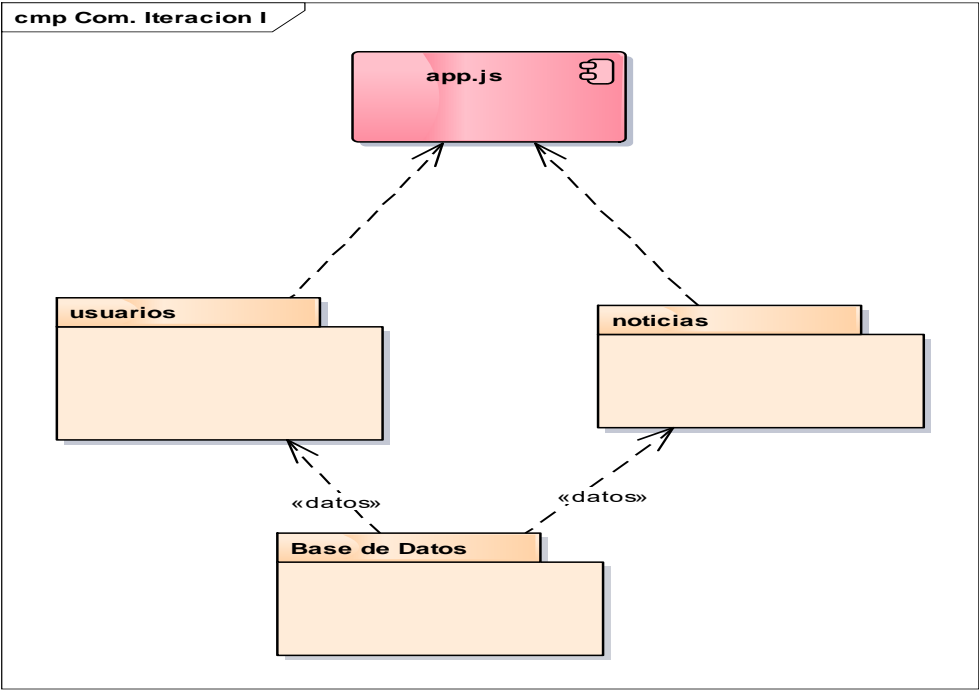 cmp Com. Iteracion I
app.js
usuarios
noticias
«datos»
«datos»
Base de Datos